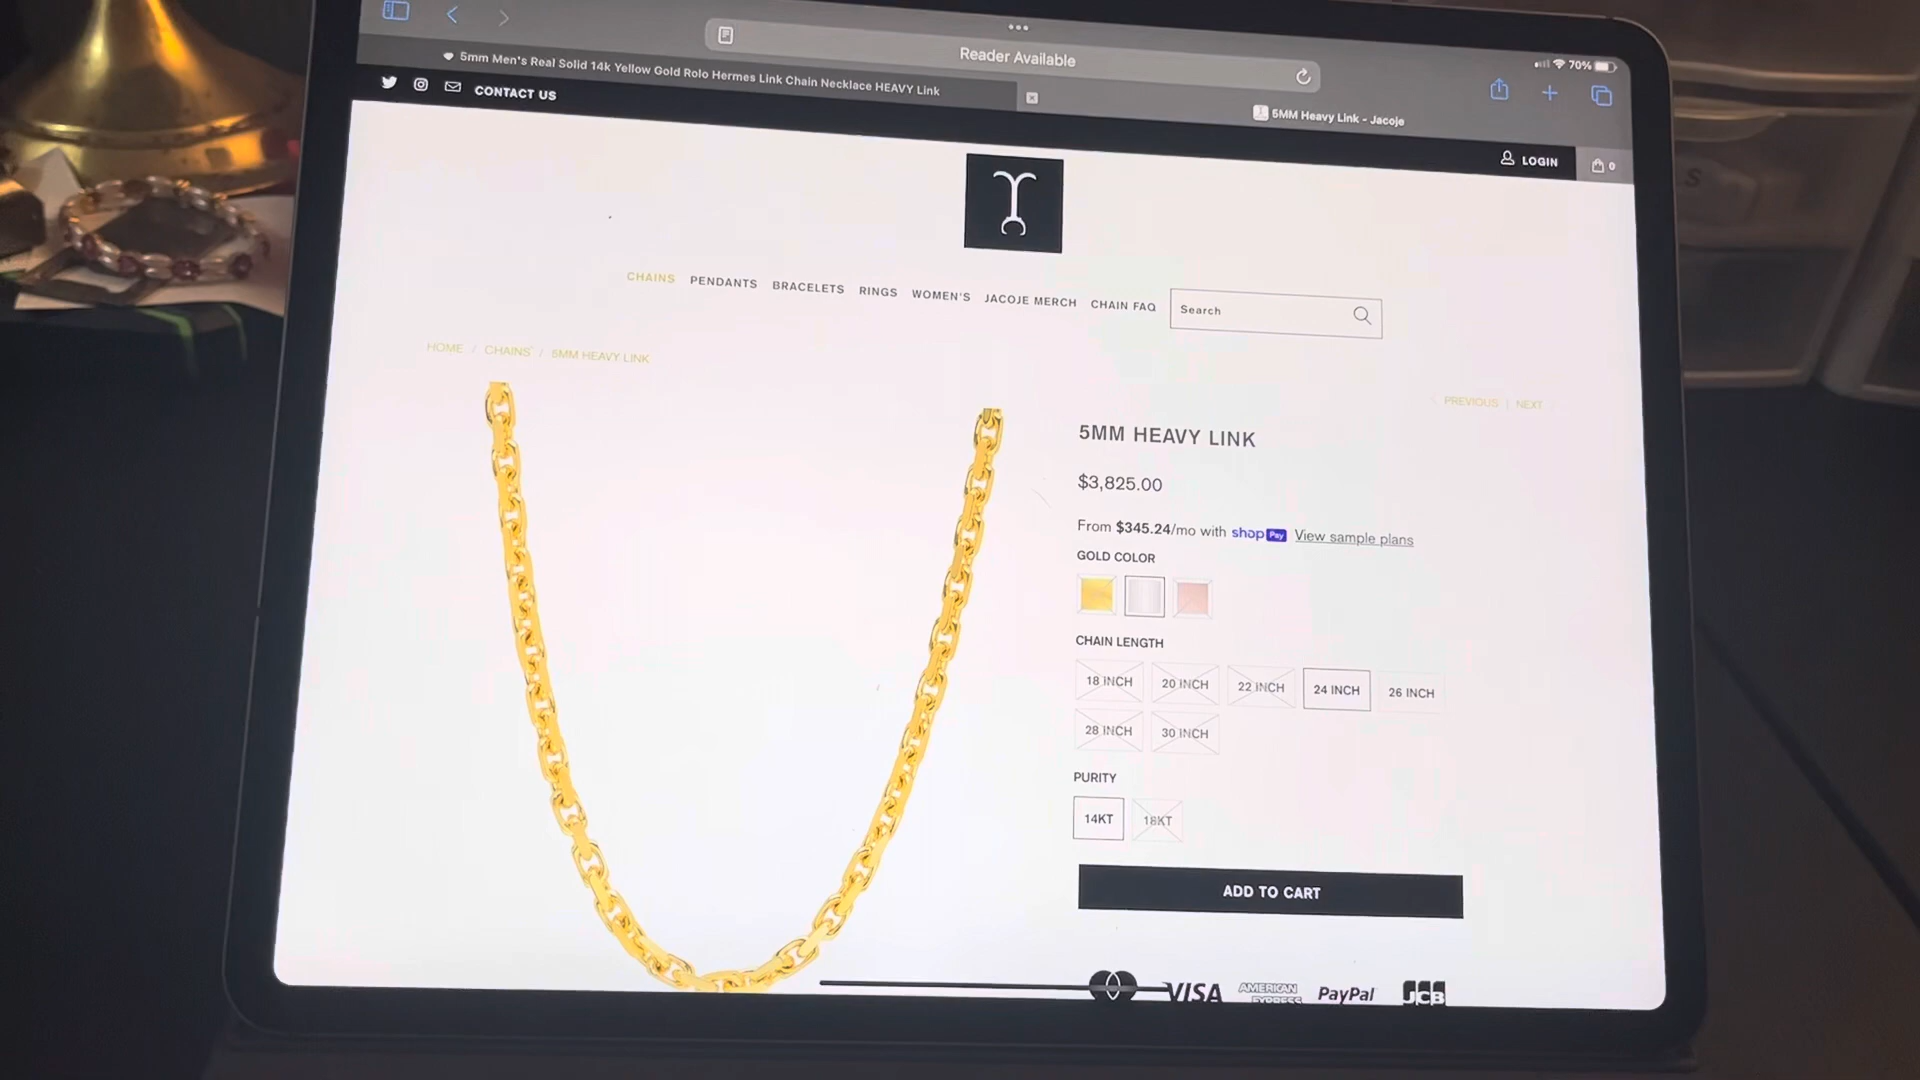 Reader Available
70%
5mm Men's Real Solid 14k Yellow Gold Rolo Hermes Link Chain Necklace HEAVY Link
5MM Heavy Link - Jacoje
CONTACT US
LOGIN
0
CHAINS PENDANTS BRACELETS RINGS WOMEN'S JACOJE MERCH CHAIN FAQ
Search
HOME / CHAINS / 5MM HEAVY LINK
PREVIOUS | NEXT
5MM HEAVY LINK
$3,825.00
From $345.24/mo with shop Pay View sample plans
GOLD COLOR
CHAIN LENGTH
18 INCH 20 INCH 22 INCH 24 INCH 26 INCH
28 INCH 30 INCH
PURITY
14KT 18KT
ADD TO CART
VISA AMERICAN EXPRESS PayPal JCB
S